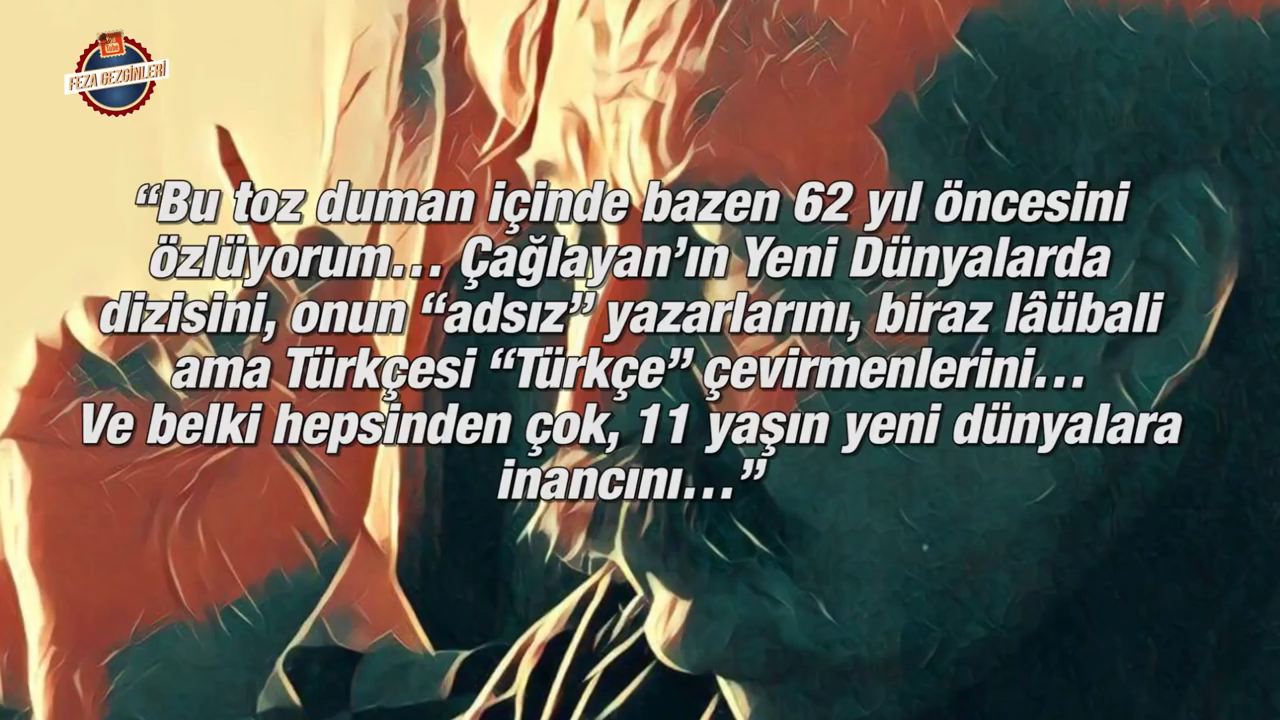 FEZA GEZGİNLERİ
“Bu toz duman içinde bazen 62 yıl öncesini
özlüyorum… Çağlayan’ın Yeni Dünyalarda
dizisini, onun “adsız” yazarlarını, biraz lâübali
ama Türkçesi “Türkçe” çevirmenlerini…
Ve belki hepsinden çok, 11 yaşın yeni dünyalara
inancını…”